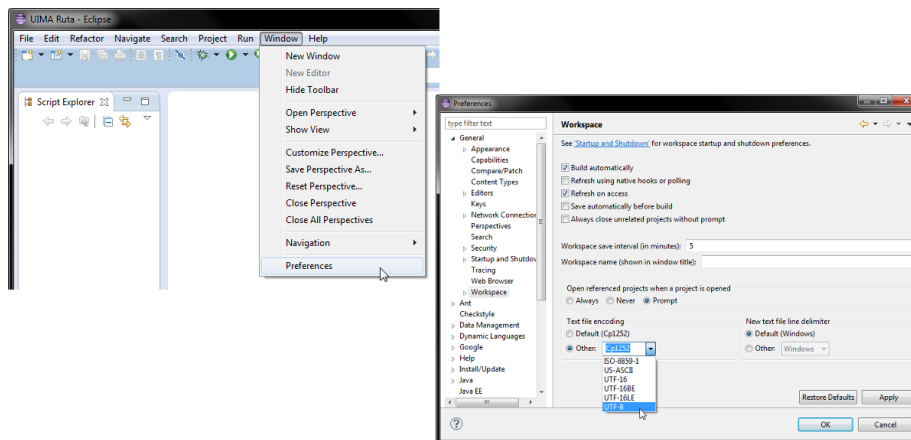 UIMA Ruta - Eclipse
File Edit Refactor Navigate Search Project Run Window Help
New Window
New Editor
Hide Toolbar
Open Perspective
Show View
Customize Perspective...
Save Perspective As...
Reset Perspective...
Close Perspective
Close All Perspectives
Navigation
Preferences
Script Explorer
Preferences
type filter text
General
Appearance
Capabilities
Compare/Patch
Content Types
Editors
Keys
Network Connection
Perspectives
Search
Security
Startup and Shutdov
Tracing
Web Browser
Workspace
Ant
Checkstyle
Data Management
Dynamic Languages
Google
Help
Install/Update
Java
Java EE
Workspace
See 'Startup and Shutdown' for workspace startup and shutdown preferences.
Build automatically
Refresh using native hooks or polling
Refresh on access
Save automatically before build
Always close unrelated projects without prompt
Workspace save interval (in minutes): 5
Workspace name (shown in window title):
Open referenced projects when a project is opened
Always Never Prompt
Text file encoding
Default (Cp1252)
Other: Cp1252
ISO-8859-1
US-ASCII
UTF-16
UTF-16BE
UTF-16LE
UTF-8
New text file line delimiter
Default (Windows)
Other: Windows
Restore Defaults Apply
OK Cancel